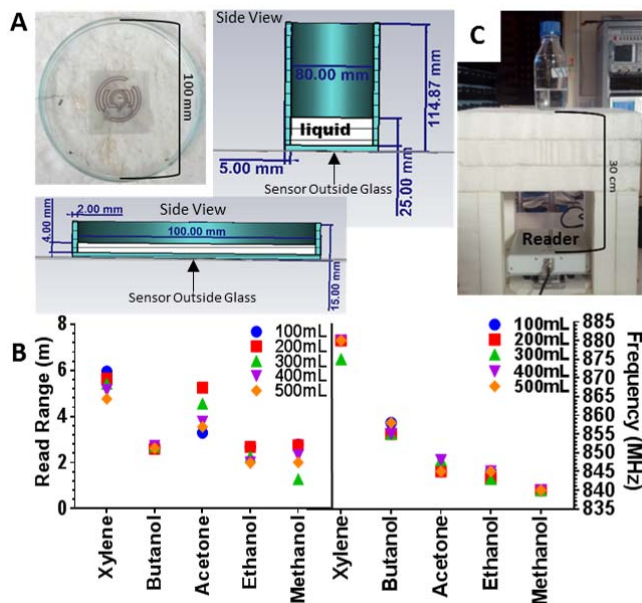 A
100 mm
Side View
80.00 mm
liquid
5.00 mm
114.87 mm
25.00 mm
Sensor Outside Glass
C
30 cm
Reader
Side View
2.00 mm
4.00 mm
100.00 mm
15.00 mm
Sensor Outside Glass
B
Read Range (m)
8
6
4
2
0
100mL
200mL
300mL
400mL
500mL
Xylene
Butanol
Acetone
Ethanol
Methanol
100mL
200mL
300mL
400mL
500mL
Xylene
Butanol
Acetone
Ethanol
Methanol
885
880
875
870
865
860
855
850
845
840
835
Frequency (MHz)